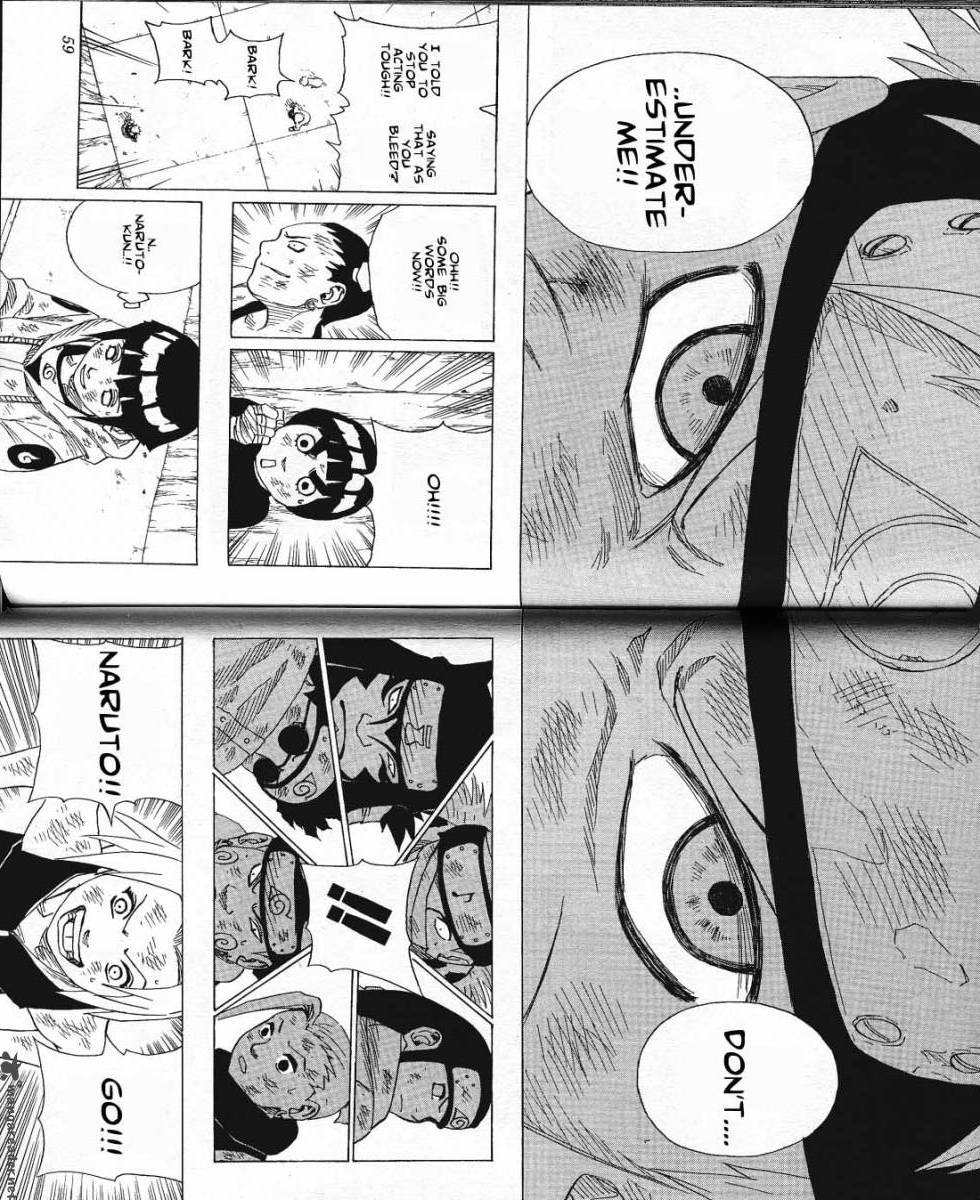 DON'T....
..UNDER-
ESTIMATE
ME!!
!!
GO!!!
NARUTO!!
OH!!!!
OHH!!
SOME BIG
WORDS
NOW!!
N..
NARUTO-
KUN..!!
SAYING
THAT AS
YOU
BLEED?
I TOLD
YOU TO
STOP
ACTING
TOUGH!!
BARK!
BARK!
59